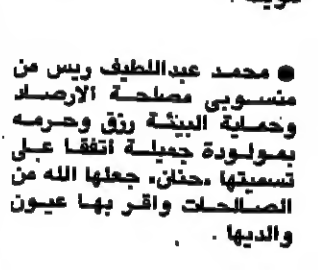 ● محمد عبداللطيف ريس من
منسوبي مصلحة الارصاد
وحماية البيئة رزق وحرمه
بمولودة جميلة اتفقا على
تسميتها «حنان» جعلها الله من
الصالحات واقر بها عيون
والديها .